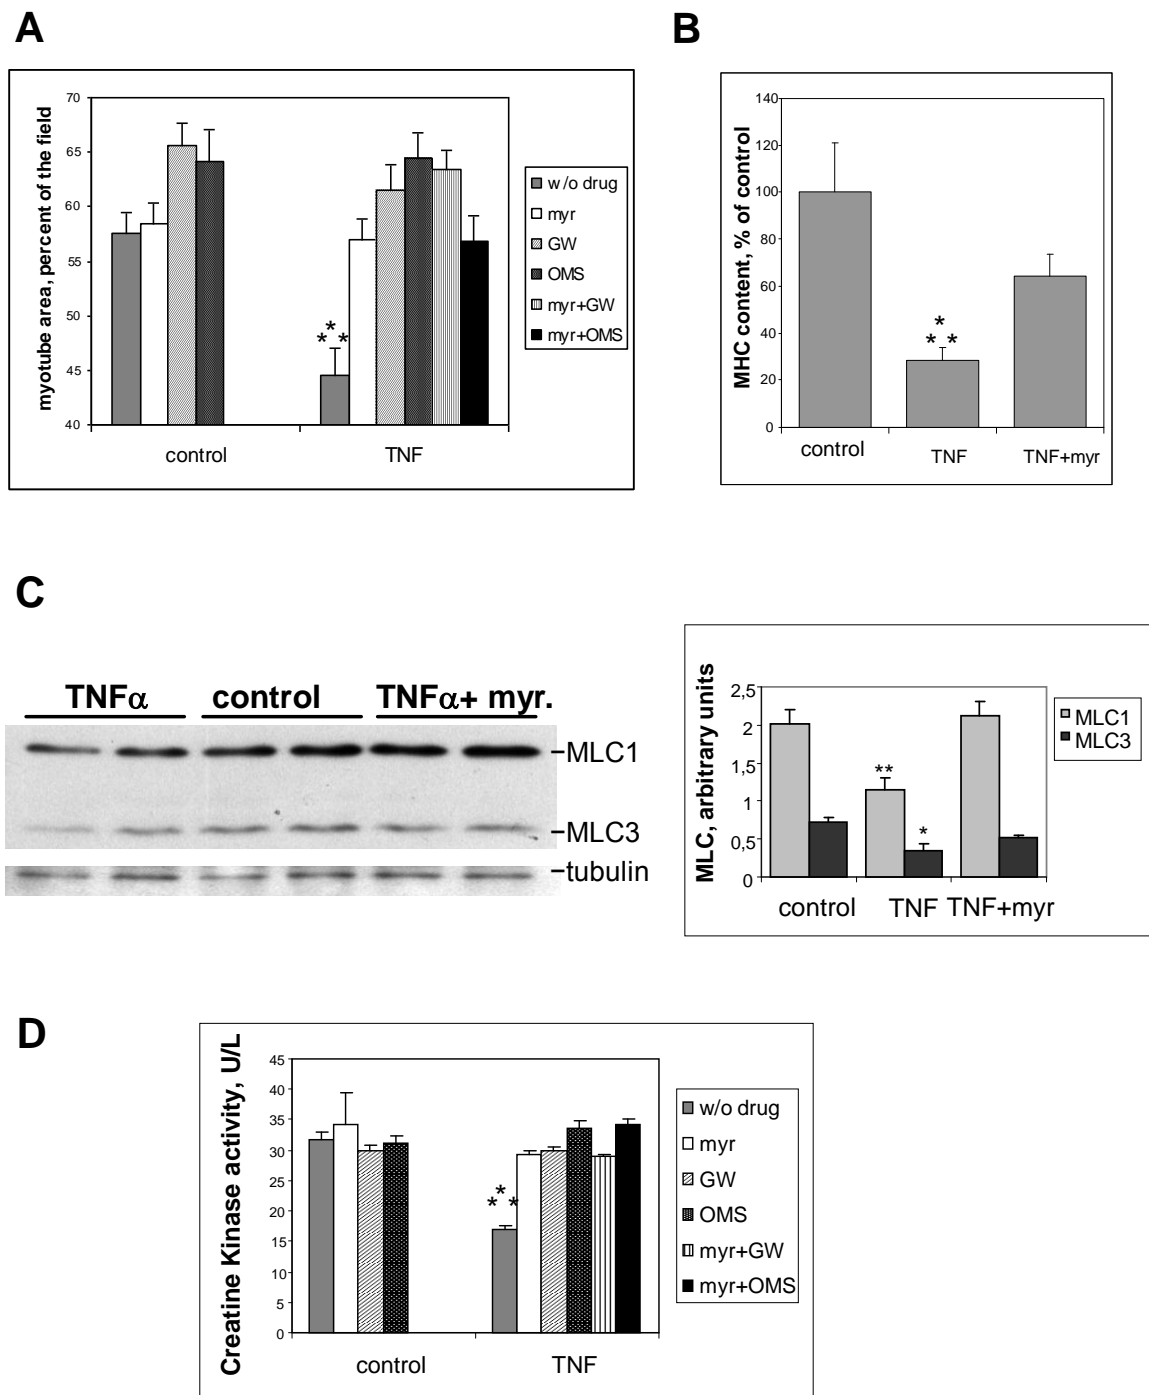 A
B
myotube area, percent of the field
70
65
60
55
50
45
40
***
control
TNF
w/o drug
myr
GW
OMS
myr+GW
myr+OMS
MHC content, % of control
140
120
100
80
60
40
20
0
***
control
TNF
TNF+myr
C
TNFα control TNFα+ myr.
MLC1
MLC3
tubulin
MLC, arbitrary units
2,5
2
1,5
1
0,5
0
**
*
control TNF TNF+myr
MLC1
MLC3
D
Creatine Kinase activity, U/L
45
40
35
30
25
20
15
10
5
0
***
control
TNF
w/o drug
myr
GW
OMS
myr+GW
myr+OMS